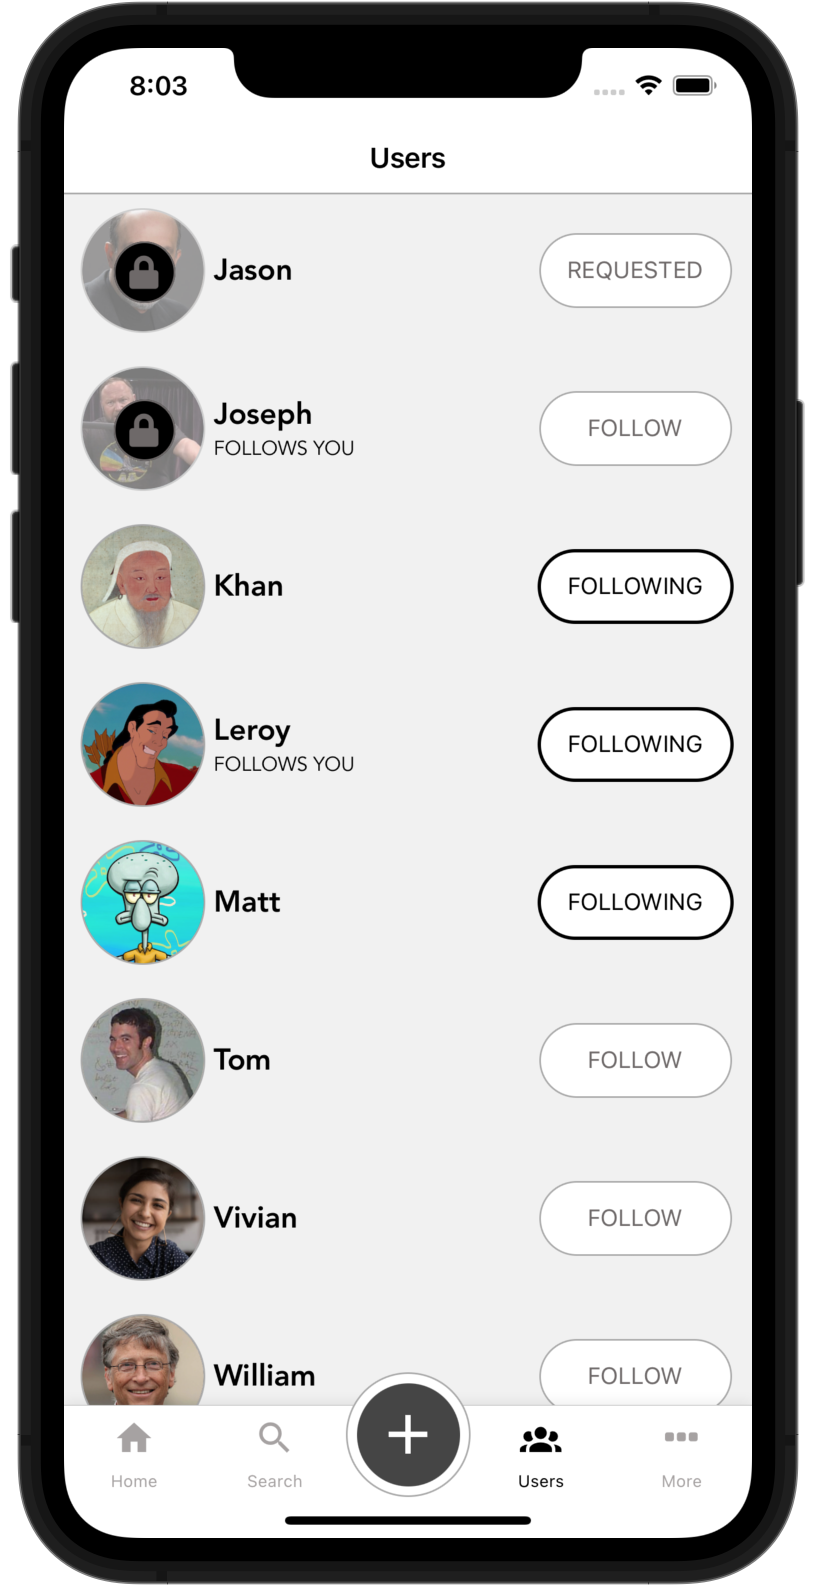 8:03
Users
Jason
REQUESTED
Joseph
FOLLOWS YOU
FOLLOW
Khan
FOLLOWING
Leroy
FOLLOWS YOU
FOLLOWING
Matt
FOLLOWING
Tom
FOLLOW
Vivian
FOLLOW
William
FOLLOW
Home
Search
Users
More